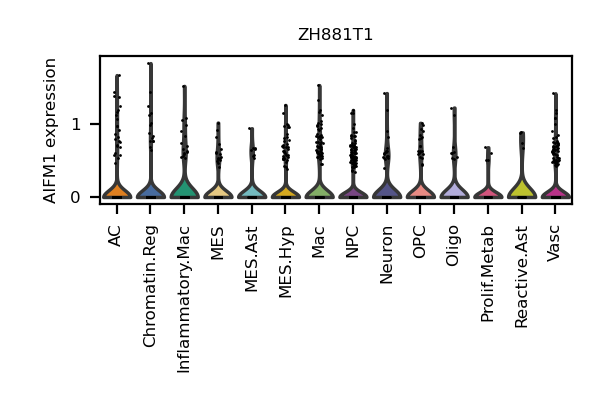 ZH881T1
AIFM1 expression
1
0
AC
Chromatin.Reg
Inflammatory.Mac
MES
MES.Ast
MES.Hyp
Mac
NPC
Neuron
OPC
Oligo
Prolif.Metab
Reactive.Ast
Vasc